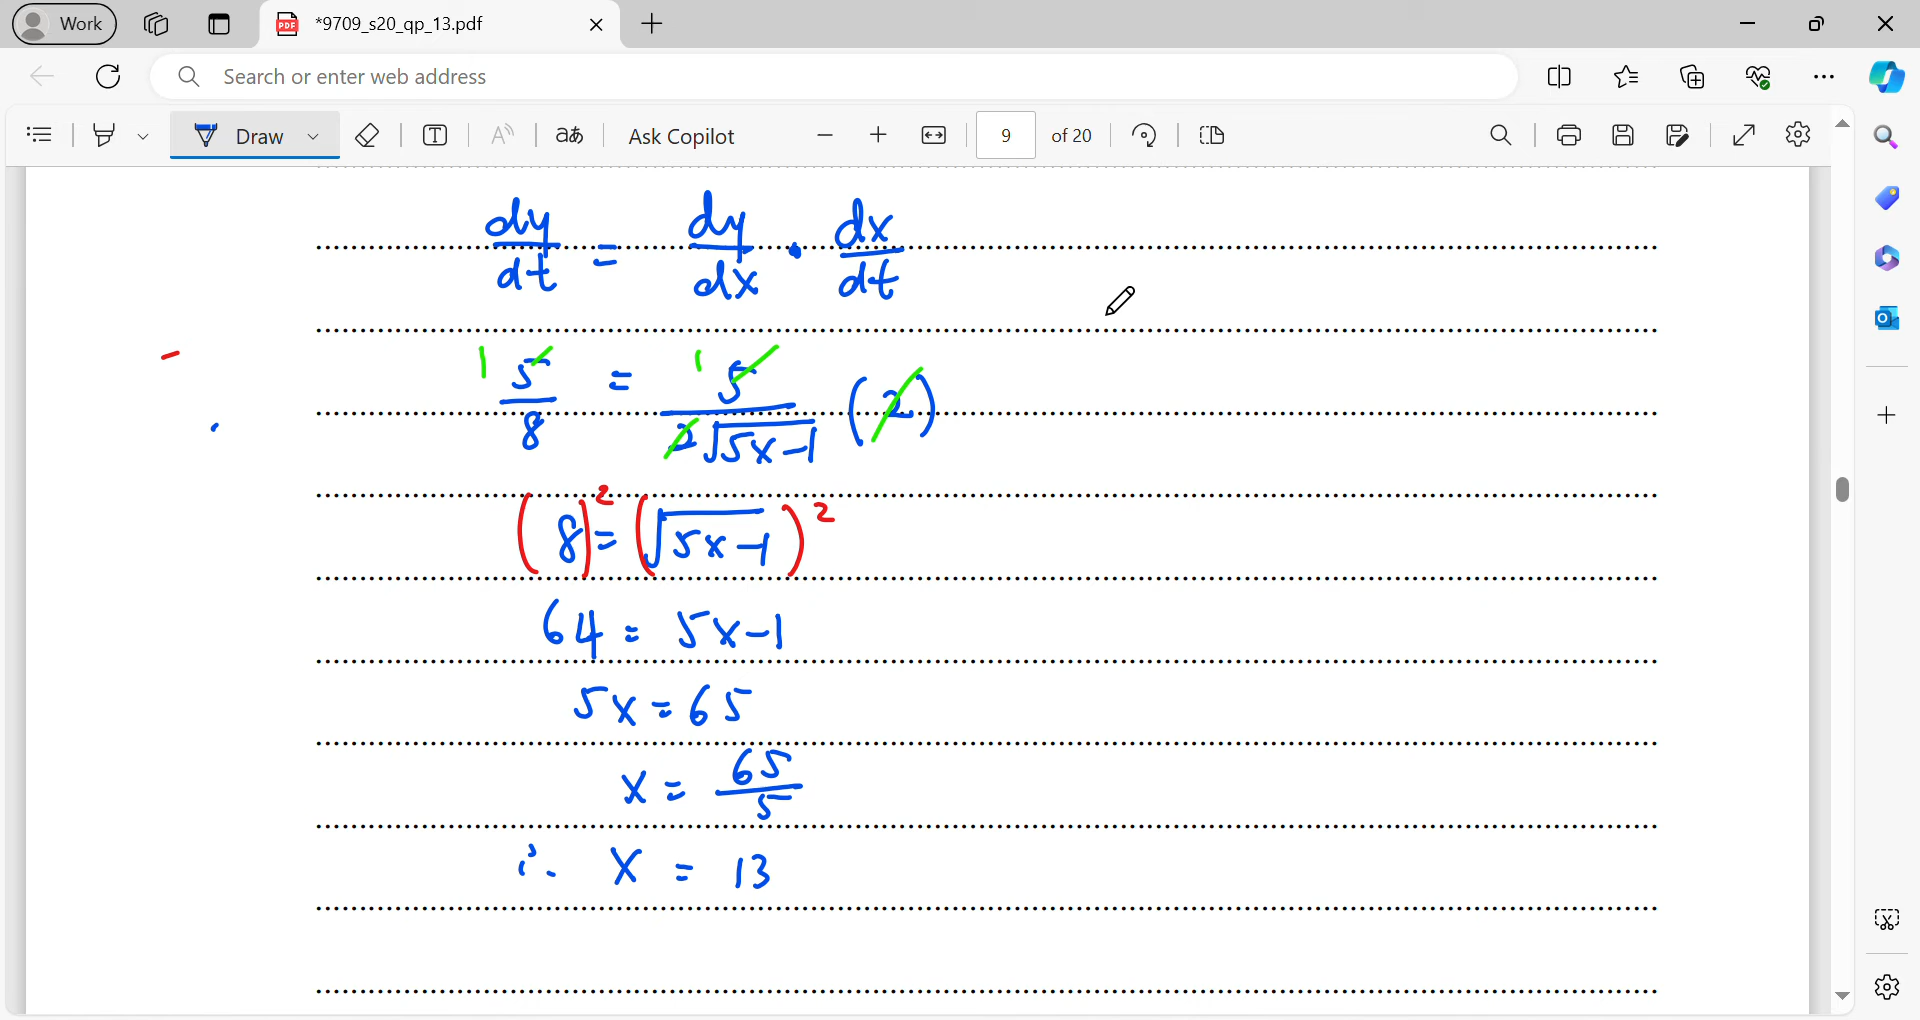 Work
*9709_s20_qp_13.pdf
Search or enter web address
Draw
T
A
aあ
Ask Copilot
9
of 20
dy/dt = dy/dx · dx/dt
1 5/8 = 1 5/(2√(5x-1)) (2)
(8)² = (√(5x-1))²
64 = 5x-1
5x = 65
x = 65/5
∴ x = 13